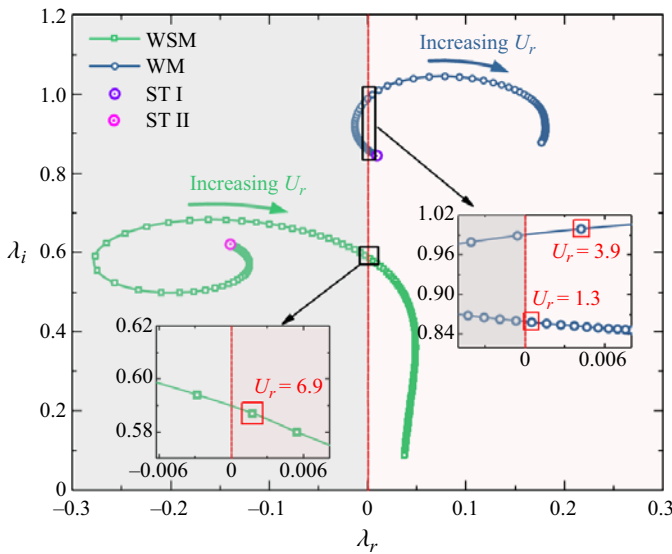 1.2
1.0
0.8
0.6
0.4
0.2
0
λi
WSM
WM
ST I
ST II
Increasing Ur
Increasing Ur
1.02
0.96
0.90
0.84
Ur = 3.9
Ur = 1.3
0
0.006
0.62
0.60
0.58
Ur = 6.9
−0.006
0
0.006
−0.3
−0.2
−0.1
0
0.1
0.2
0.3
λr